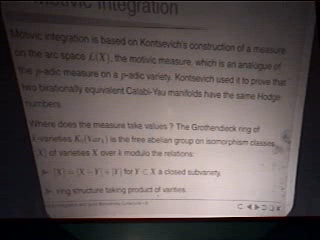 Motivic Integration
Motivic integration is based on Kontsevich's construction of a measure
on the arc space L(X), the motivic measure, which is an analogue of
the p-adic measure on a p-adic variety. Kontsevich used it to prove that
two birationally equivalent Calabi-Yau manifolds have the same Hodge
numbers.
Where does the measure take values ? The Grothendieck ring of
k-varieties K₀(Var_k) is the free abelian group on isomorphism classes
[X] of varieties X over k modulo the relations:
[X] = [X − Y] + [Y] for Y ⊂ X a closed subvariety
ring structure taking product of varities.